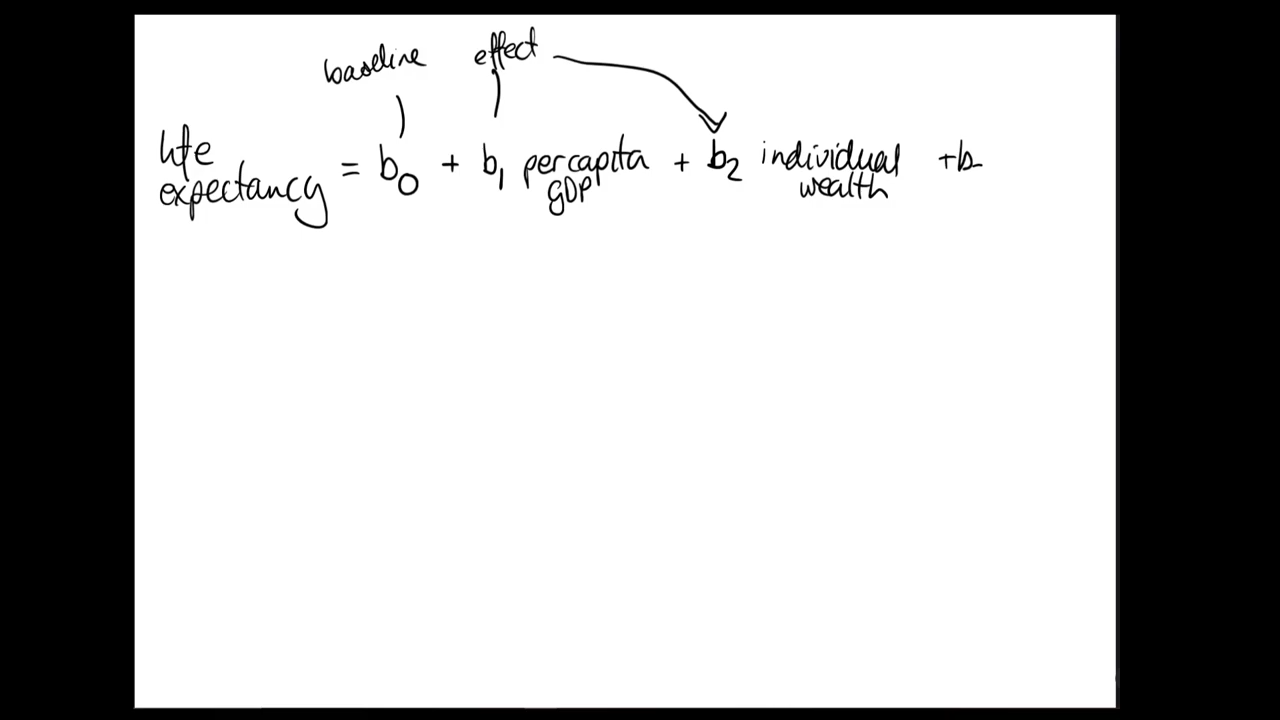 baseline effect
life expectancy = b0 + b1 percapita GDP + b2 individual wealth +b